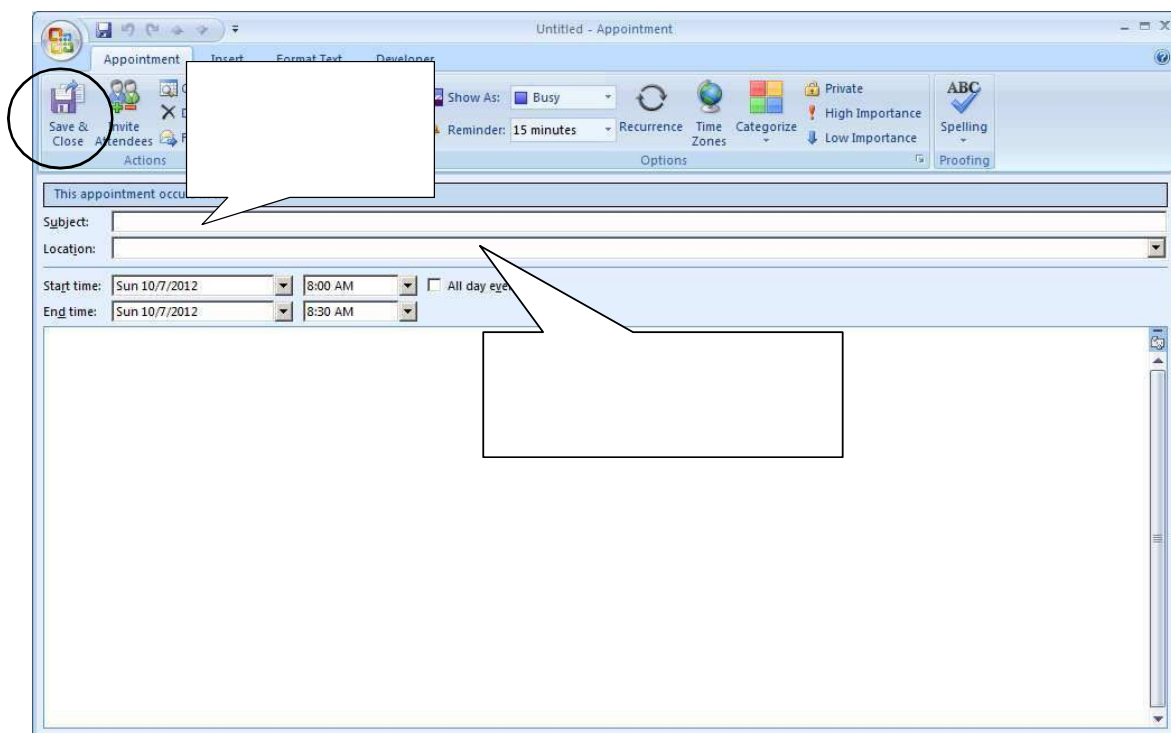 Untitled - Appointment
Appointment Insert Format Text Developer
Save & Close
Invite Attendees
Actions
Show As: Busy
Reminder: 15 minutes
Recurrence
Time Zones
Categorize
Private
High Importance
Low Importance
Options
ABC
Spelling
Proofing
This appointment
Subject:
Location:
Start time: Sun 10/7/2012 8:00 AM All day
End time: Sun 10/7/2012 8:30 AM